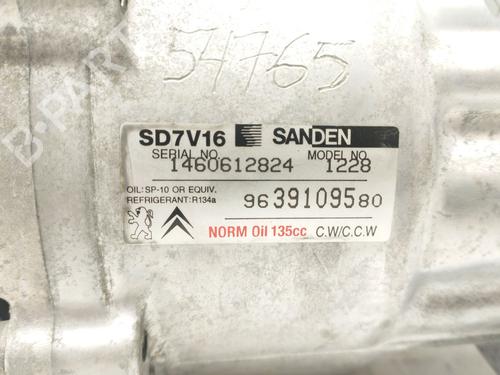 54765
SD7V16 SANDEN
SERIAL NO. MODEL NO.
1460612824 1228
OIL: SP-10 OR EQUIV.
REFRIGERANT: R134a
9639109580
NORM Oil 135cc C.W/C.C.W
B-PARTS